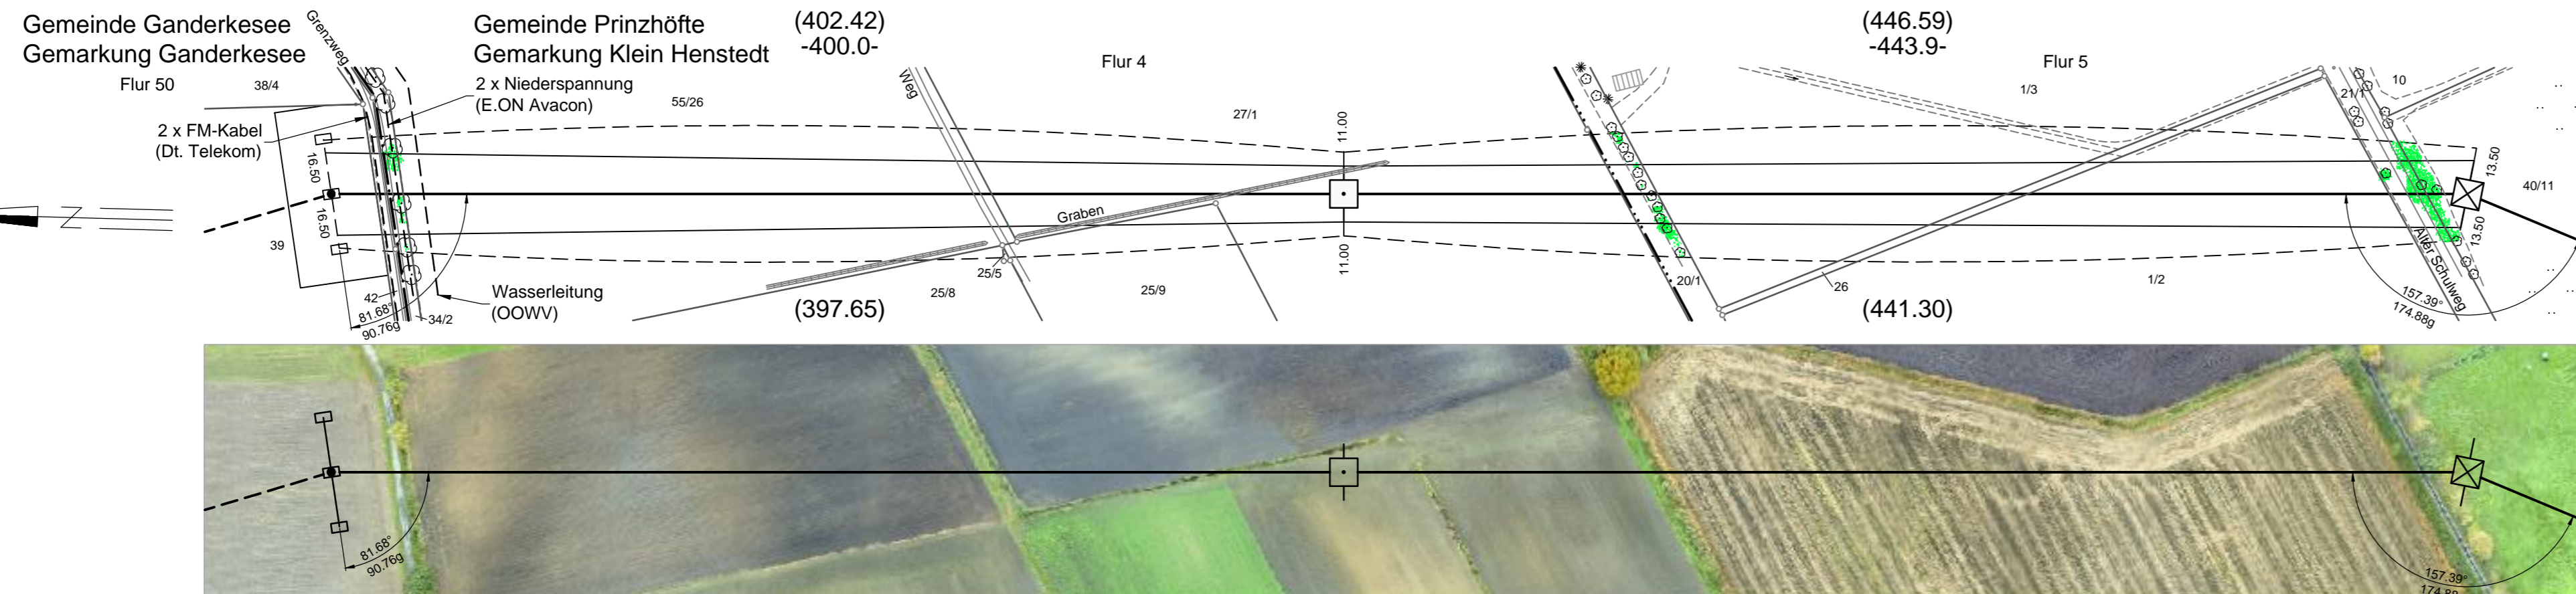 Gemeinde Ganderkesee
Gemarkung Ganderkesee
Flur 50
38/4
Grenzweg
Gemeinde Prinzhöfte
Gemarkung Klein Henstedt
2 x Niederspannung
(E.ON Avacon)
2 x FM-Kabel
(Dt. Telekom)
(402.42)
-400.0-
Flur 4
(446.59)
-443.9-
Flur 5
55/26
Weg
27/1
11.00
1/3
21/1
10
16.50
16.50
13.50
13.50
40/11
N
39
Graben
25/5
25/8
25/9
11.00
20/1
26
1/2
Alter Schulweg
42
34/2
81.68°
90.76g
Wasserleitung
(OOWV)
(397.65)
(441.30)
157.39°
174.88g
81.68°
90.76g
157.39°
174.88